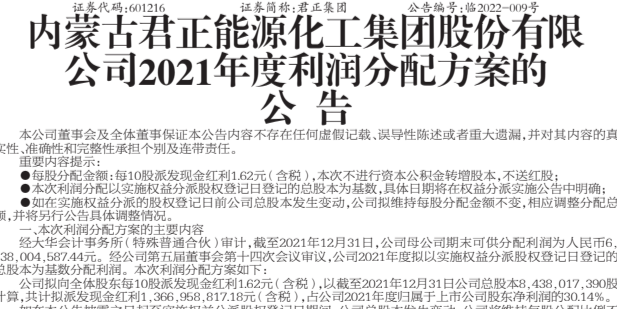 证券代码:601216 证券简称:君正集团 公告编号:临2022-009号
内蒙古君正能源化工集团股份有限
公司2021年度利润分配方案的
公 告
本公司董事会及全体董事保证本公告内容不存在任何虚假记载、误导性陈述或者重大遗漏,并对其内容的真
实性、准确性和完整性承担个别及连带责任。
重要内容提示:
●每股分配金额:每10股派发现金红利1.62元(含税),本次不进行资本公积金转增股本,不送红股;
●本次利润分配以实施权益分派股权登记日登记的总股本为基数,具体日期将在权益分派实施公告中明确;
●如在实施权益分派的股权登记日前公司总股本发生变动,公司拟维持每股分配金额不变,相应调整分配总
额,并将另行公告具体调整情况。
一、本次利润分配方案的主要内容
经大华会计事务所(特殊普通合伙)审计,截至2021年12月31日,公司母公司期末可供分配利润为人民币6,
38,004,587.44元。经公司第五届董事会第十四次会议审议,公司2021年度拟以实施权益分派股权登记日登记的
总股本为基数分配利润。本次利润分配方案如下:
公司拟向全体股东每10股派发现金红利1.62元(含税),以截至2021年12月31日公司总股本8,438,017,390股
计算,共计拟派发现金红利1,366,958,817.18元(含税),占公司2021年度归属于上市公司股东净利润的30.14%。